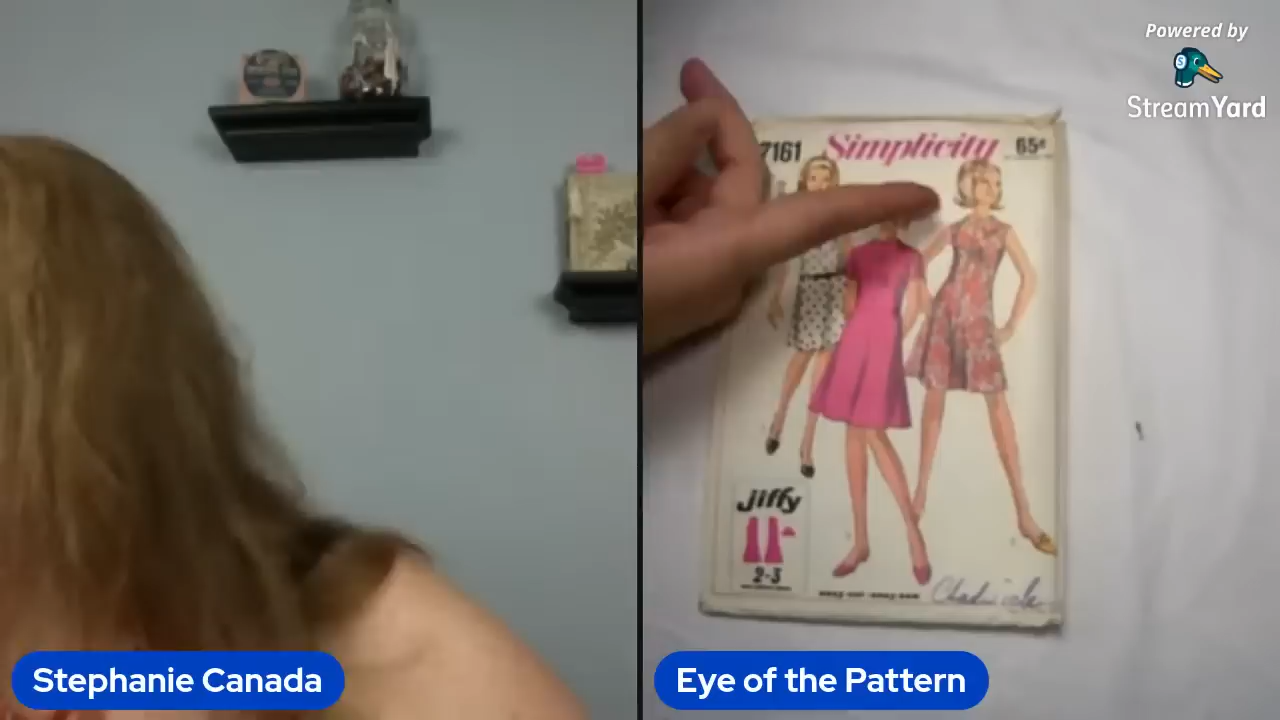 Powered by
StreamYard
7161 Simplicity 65¢
Jiffy
2-3
Stephanie Canada
Eye of the Pattern